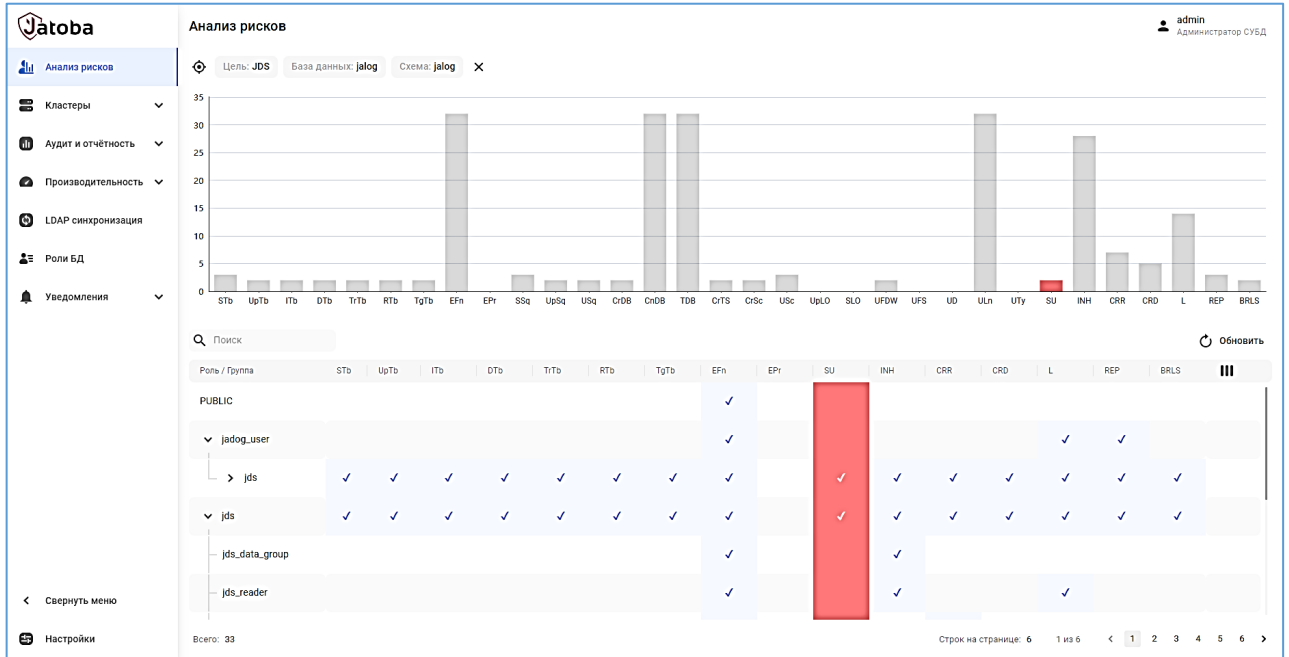 Jatoba
Анализ рисков
admin
Администратор СУБД
Анализ рисков
Кластеры
Аудит и отчётность
Производительность
LDAP синхронизация
Роли БД
Уведомления
Свернуть меню
Настройки
Цель: JDS База данных: jalog Схема: jalog
35
30
25
20
15
10
5
0
STb UpTb ITb DTb TrTb RTb TgTb EFn EPr SSq UpSq USq CrDB CnDB TDB CrTS CrSc USc UpLO SLO UFDW UFS UD ULn UTy SU INH CRR CRD L REP BRLS
Поиск
Обновить
Роль / Группа STb UpTb ITb DTb TrTb RTb TgTb EFn EPr SU INH CRR CRD L REP BRLS
PUBLIC
jadog_user
jds
jds
jds_data_group
jds_reader
Всего: 33
Строк на странице: 6 1 из 6 1 2 3 4 5 6